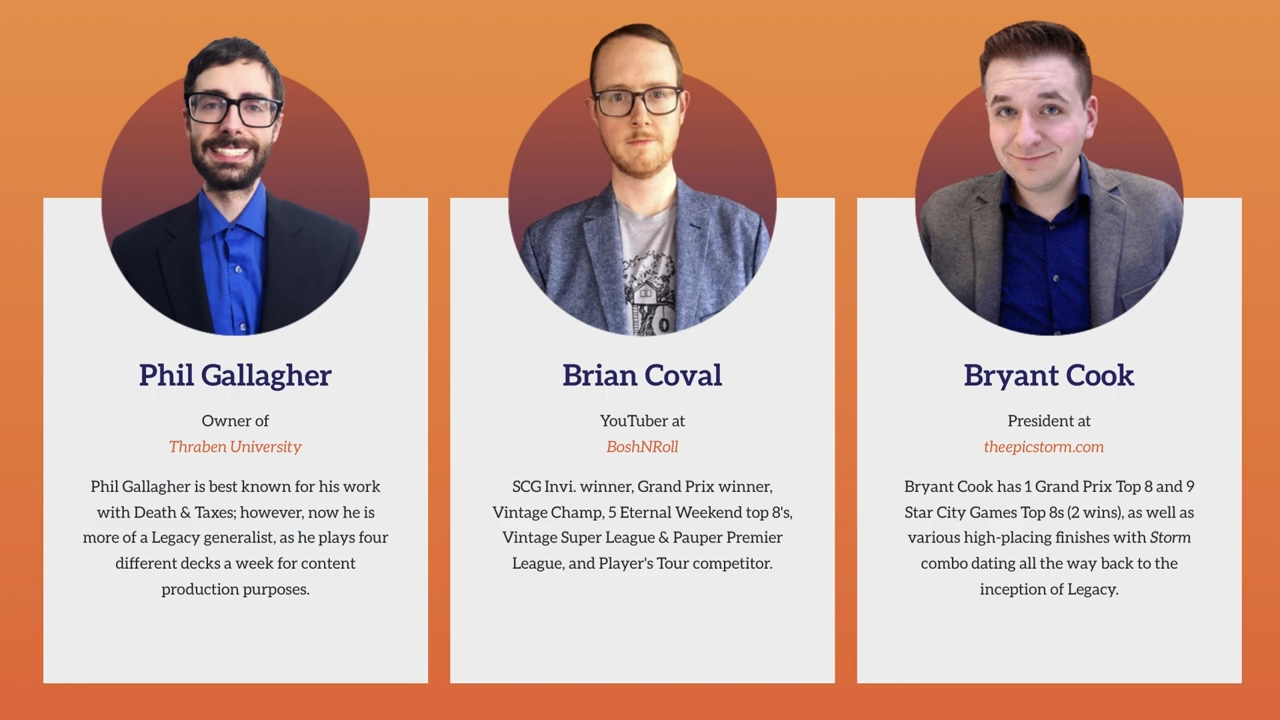 Phil Gallagher
Owner of
Thraben University
Phil Gallagher is best known for his work
with Death & Taxes; however, now he is
more of a Legacy generalist, as he plays four
different decks a week for content
production purposes.
Brian Coval
YouTuber at
BoshNRoll
SCG Invi. winner, Grand Prix winner,
Vintage Champ, 5 Eternal Weekend top 8's,
Vintage Super League & Pauper Premier
League, and Player's Tour competitor.
Bryant Cook
President at
theepicstorm.com
Bryant Cook has 1 Grand Prix Top 8 and 9
Star City Games Top 8s (2 wins), as well as
various high-placing finishes with Storm
combo dating all the way back to the
inception of Legacy.